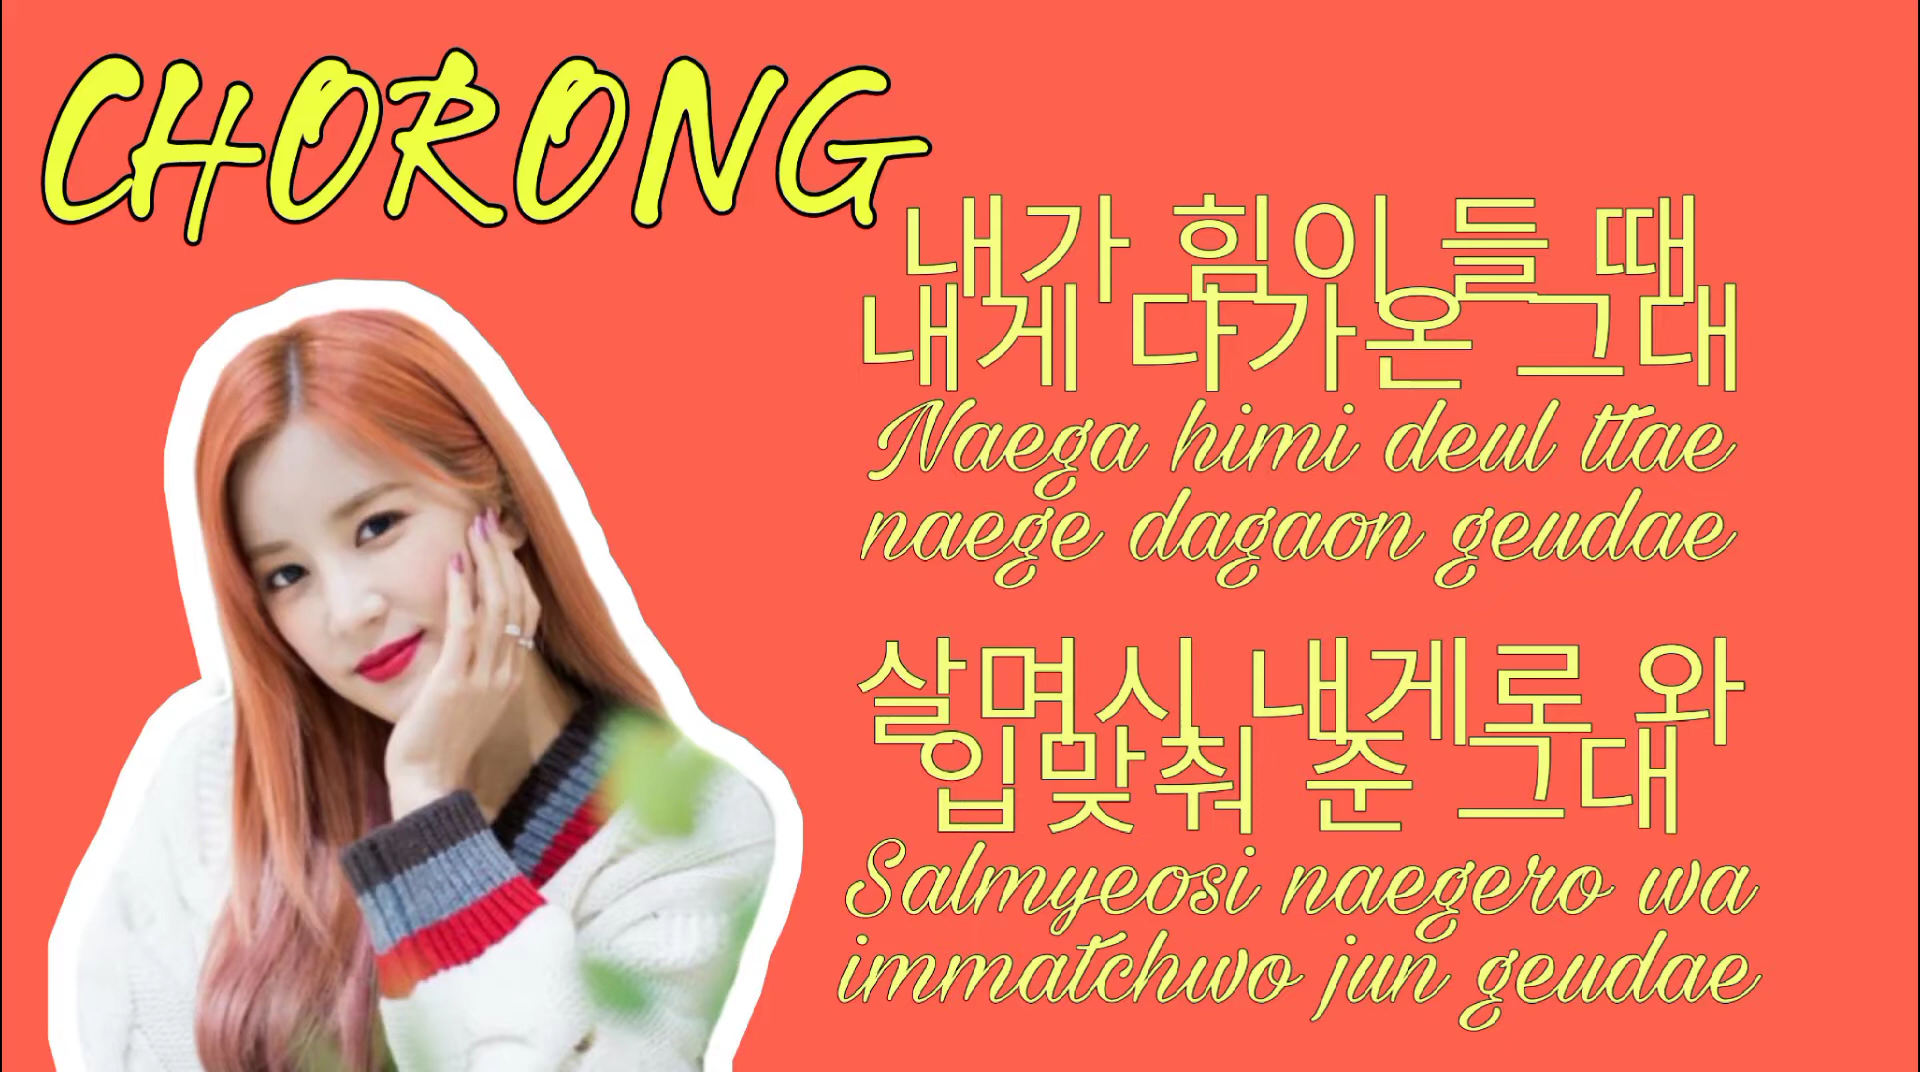 CHORONG
내가 힘이 들 땐
내게 다가온 그대
Naega himi deul ttae
naege dagaon geudae
살며시 내게로 와
입맞춰 준 그대
Salmyeosi naegero wa
immatchwo jun geudae